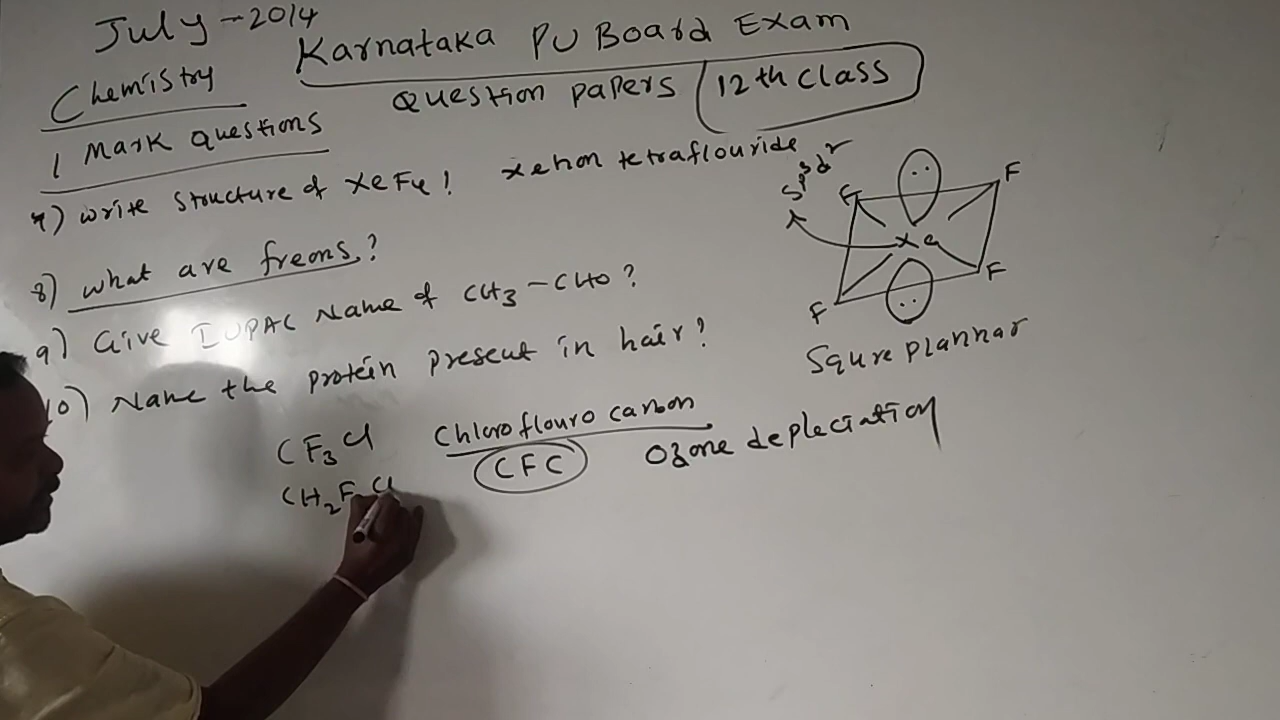 July - 2014
Karnataka PU Board Exam
Chemistry
Question papers
12th class
1 Mark questions
7) write structure of XeF4! xenon tetraflouride
sp3d2
F
F
Xe
F
F
Squre plannar
8) what are freons?
9) Give IUPAC Name of CH3-CHO?
10) Name the protein present in hair?
CF3Cl
Chloroflouro carbon
CFC
Ozone depleciation
CH2FCl